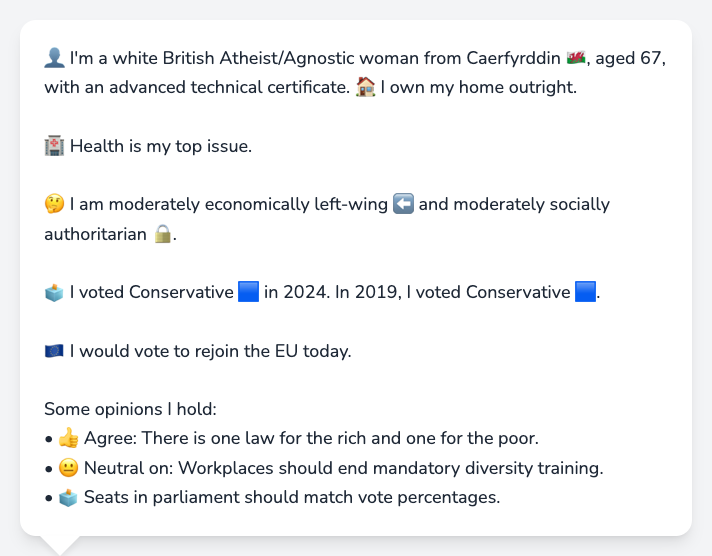 👤 I'm a white British Atheist/Agnostic woman from Caerfyrddin 🏴󠁧󠁢󠁷󠁬󠁳󠁿, aged 67,
with an advanced technical certificate. 🏠 I own my home outright.
🏥 Health is my top issue.
🤔 I am moderately economically left-wing ⬅️ and moderately socially
authoritarian 🔒.
🗳️ I voted Conservative 🟦 in 2024. In 2019, I voted Conservative 🟦.
🇪🇺 I would vote to rejoin the EU today.
Some opinions I hold:
• 👍 Agree: There is one law for the rich and one for the poor.
• 😐 Neutral on: Workplaces should end mandatory diversity training.
• 🗳️ Seats in parliament should match vote percentages.